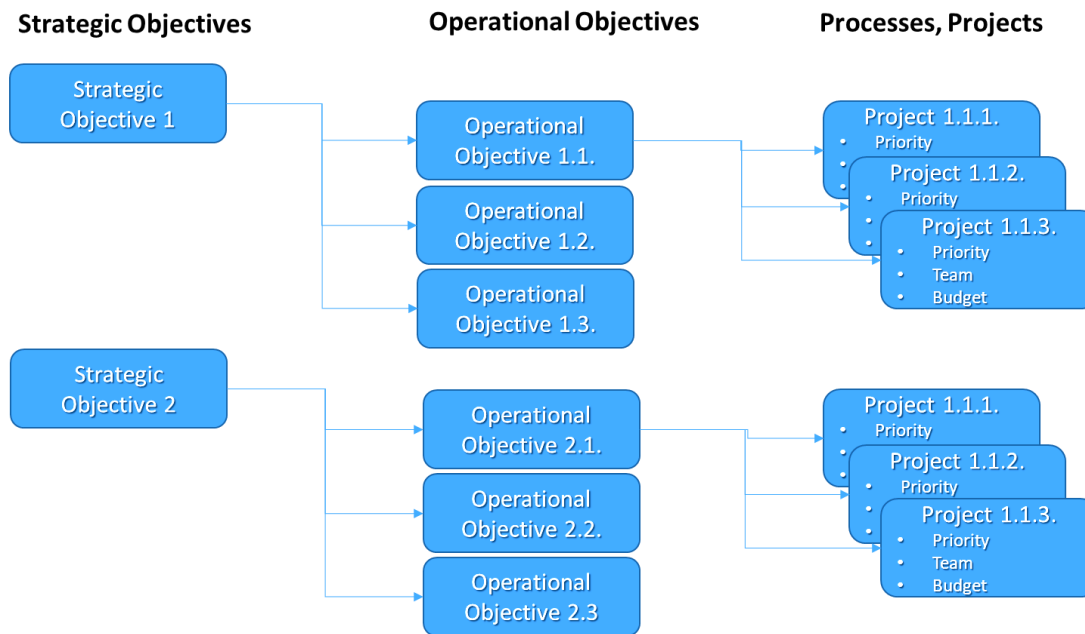 Strategic Objectives
Operational Objectives
Processes, Projects
Strategic
Objective 1
Operational
Objective 1.1.
Operational
Objective 1.2.
Operational
Objective 1.3.
Project 1.1.1.
• Priority
•
•
Project 1.1.2.
• Priority
•
•
Project 1.1.3.
• Priority
• Team
• Budget
Strategic
Objective 2
Operational
Objective 2.1.
Operational
Objective 2.2.
Operational
Objective 2.3
Project 1.1.1.
• Priority
•
•
Project 1.1.2.
• Priority
•
•
Project 1.1.3.
• Priority
• Team
• Budget